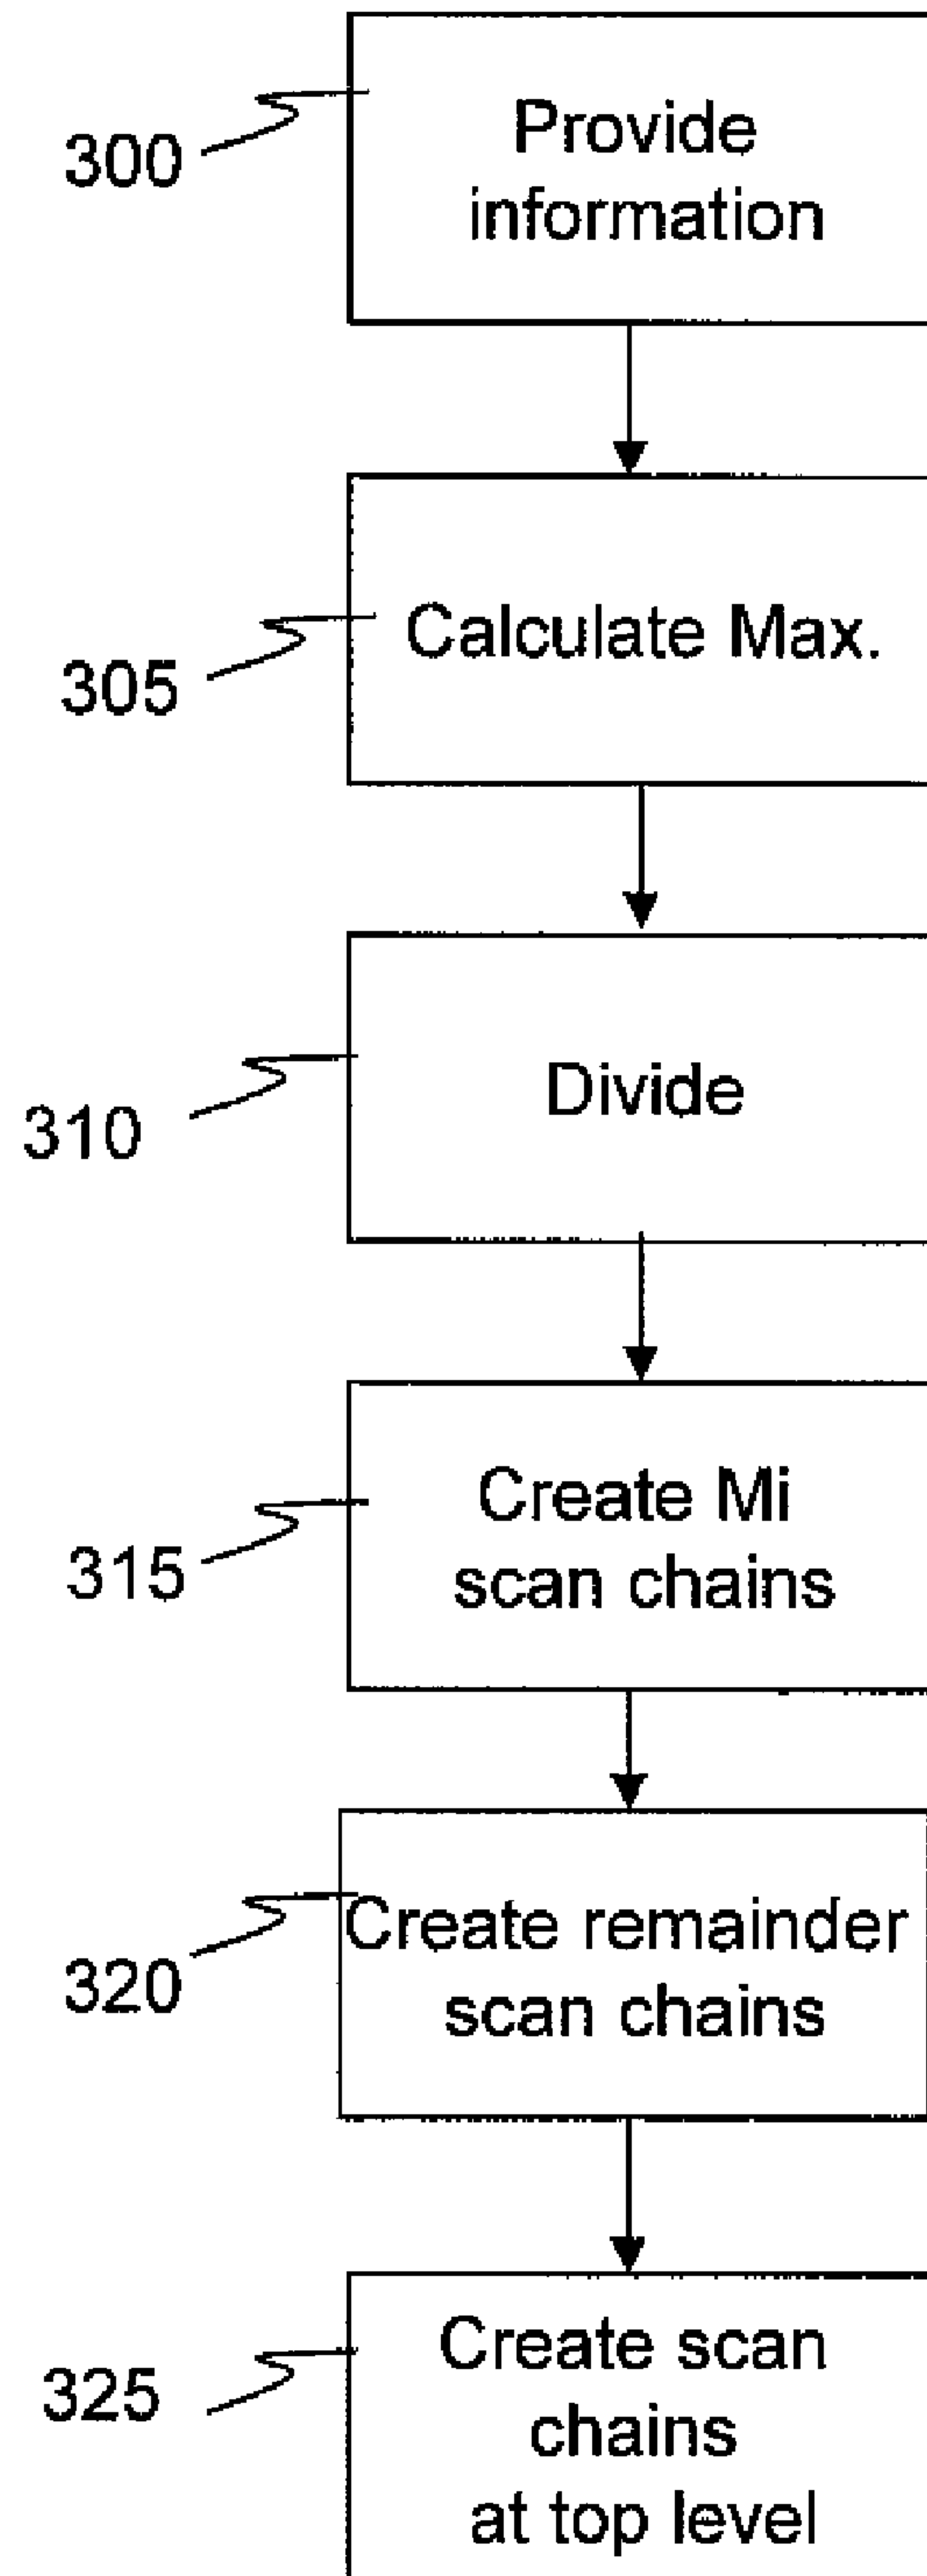 300
Provide
information
305
Calculate Max.
310
Divide
315
Create Mi
scan chains
320
Create remainder
scan chains
325
Create scan
chains
at top level